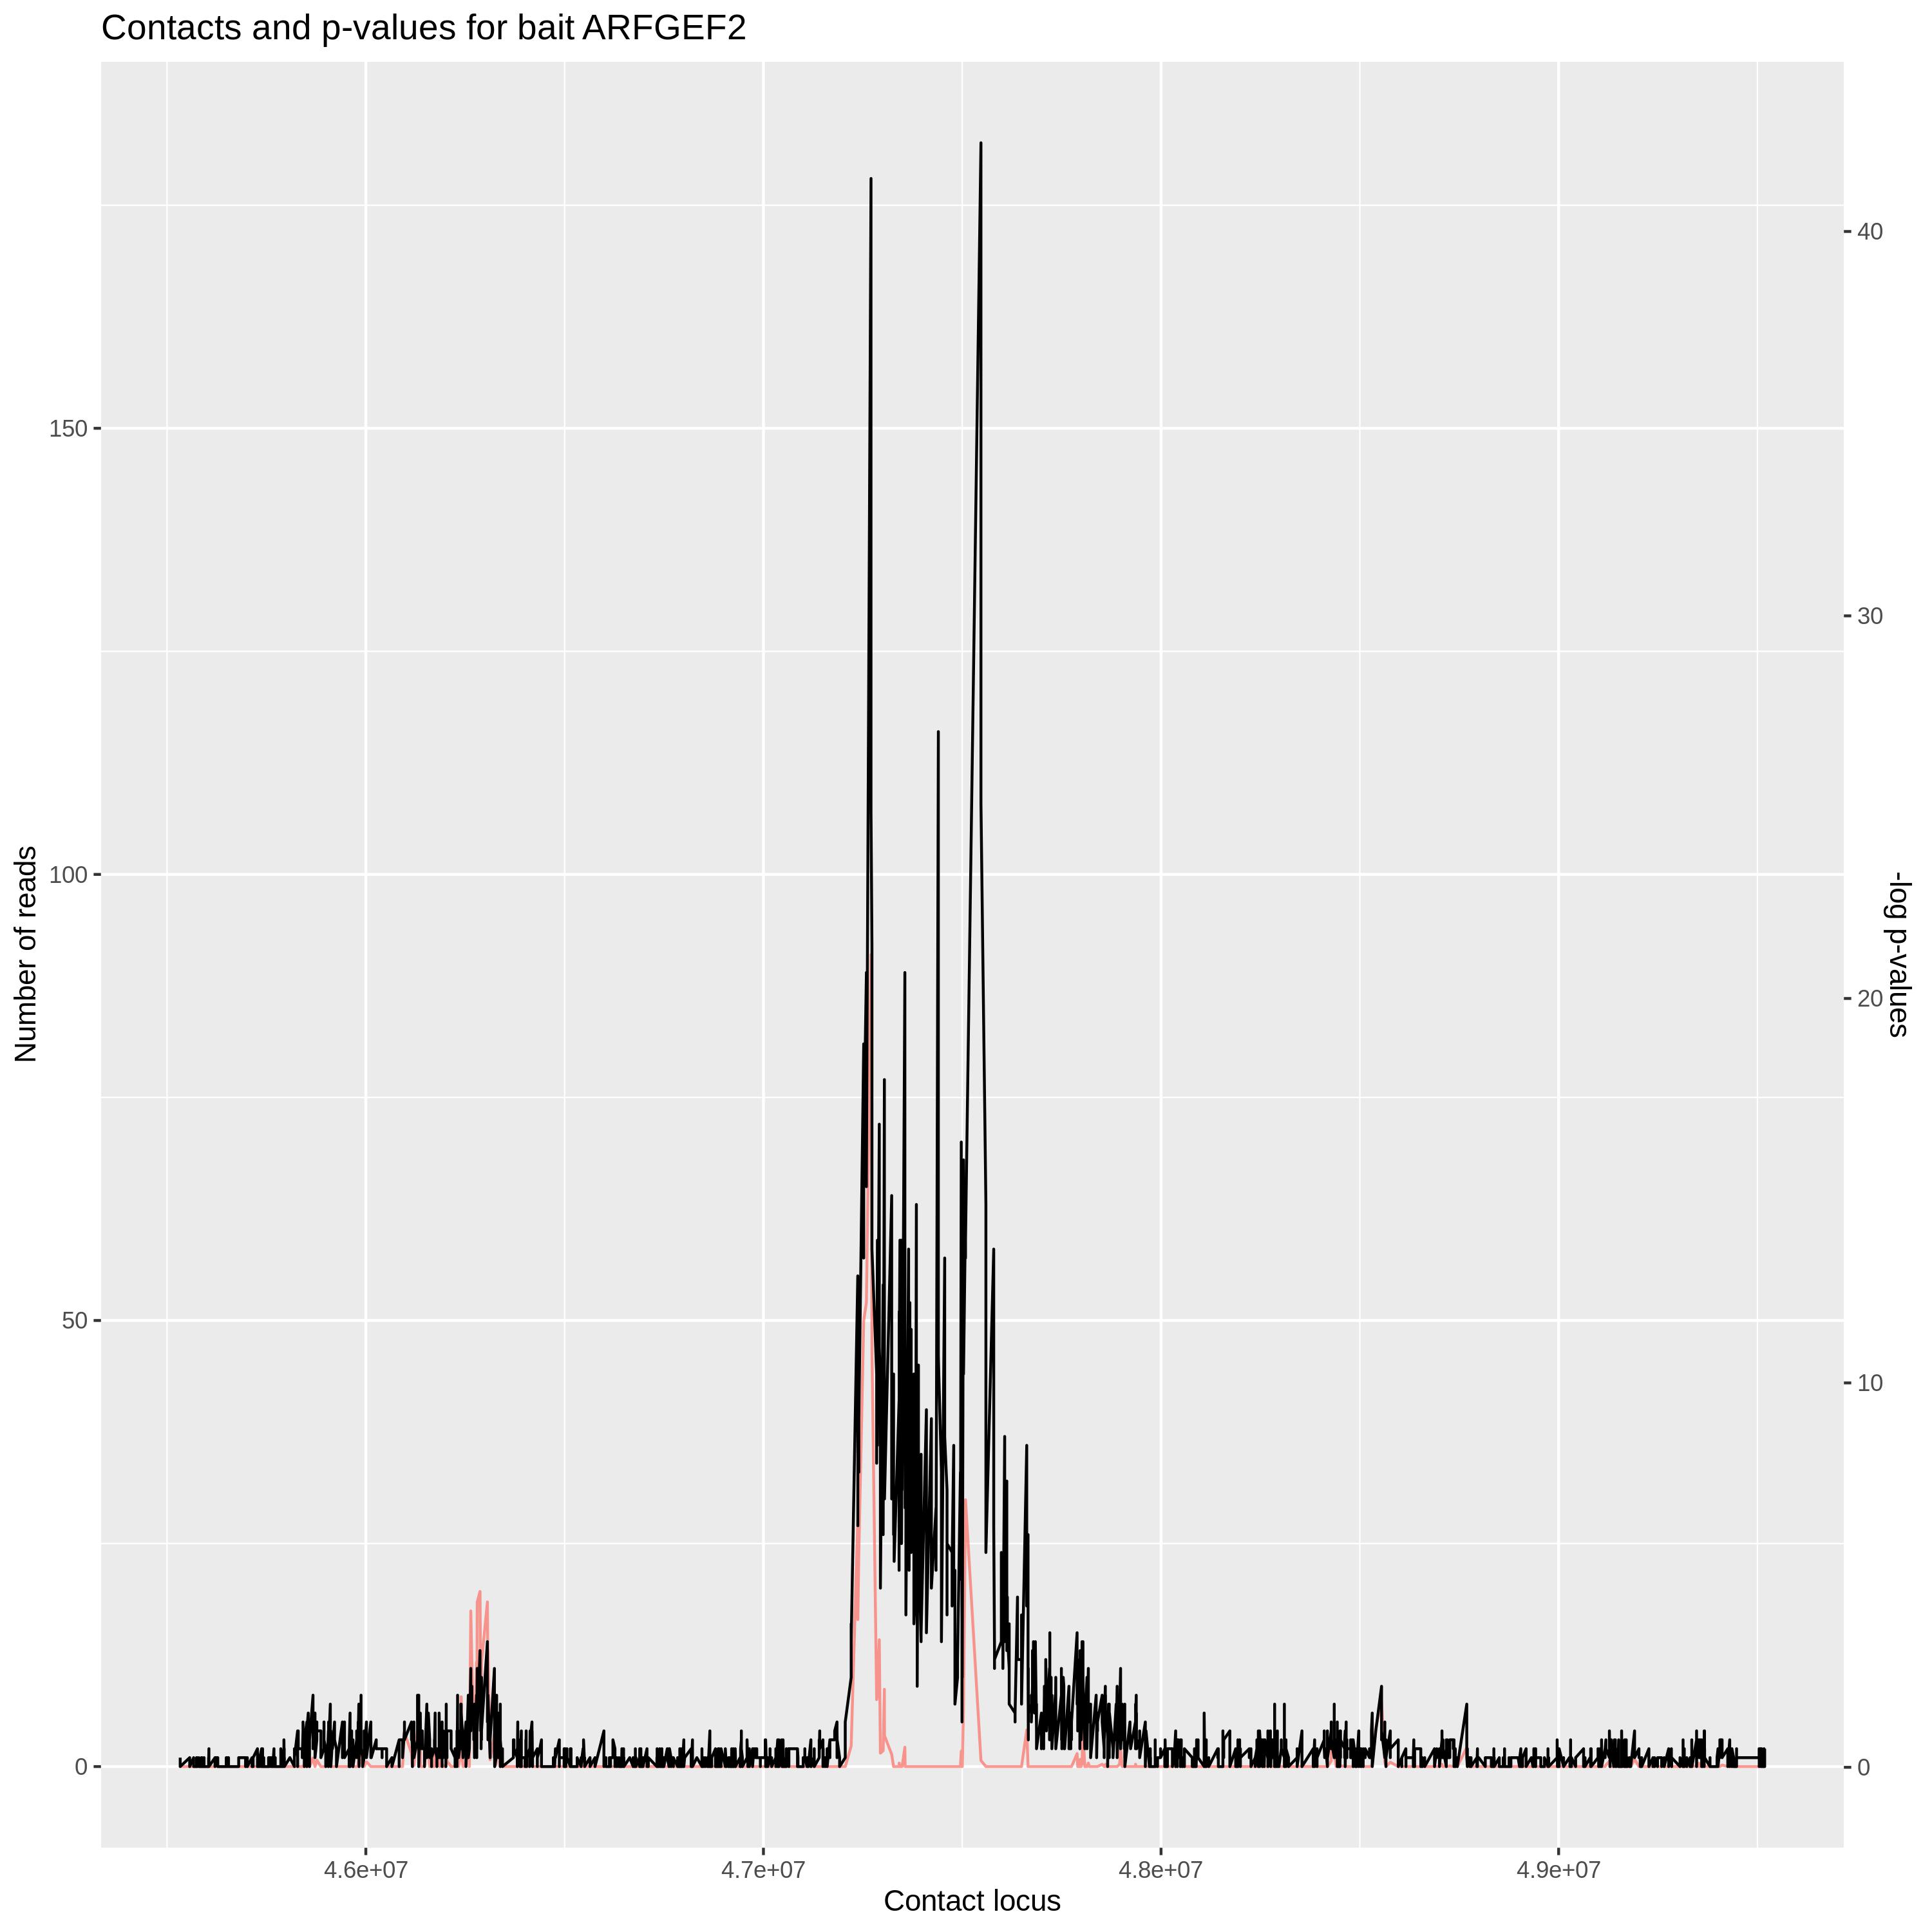 Contacts and p-values for bait ARFGEF2
Number of reads
150
100
50
0
40
30
20
10
0
-log p-values
4.6e+07 4.7e+07 4.8e+07 4.9e+07
Contact locus